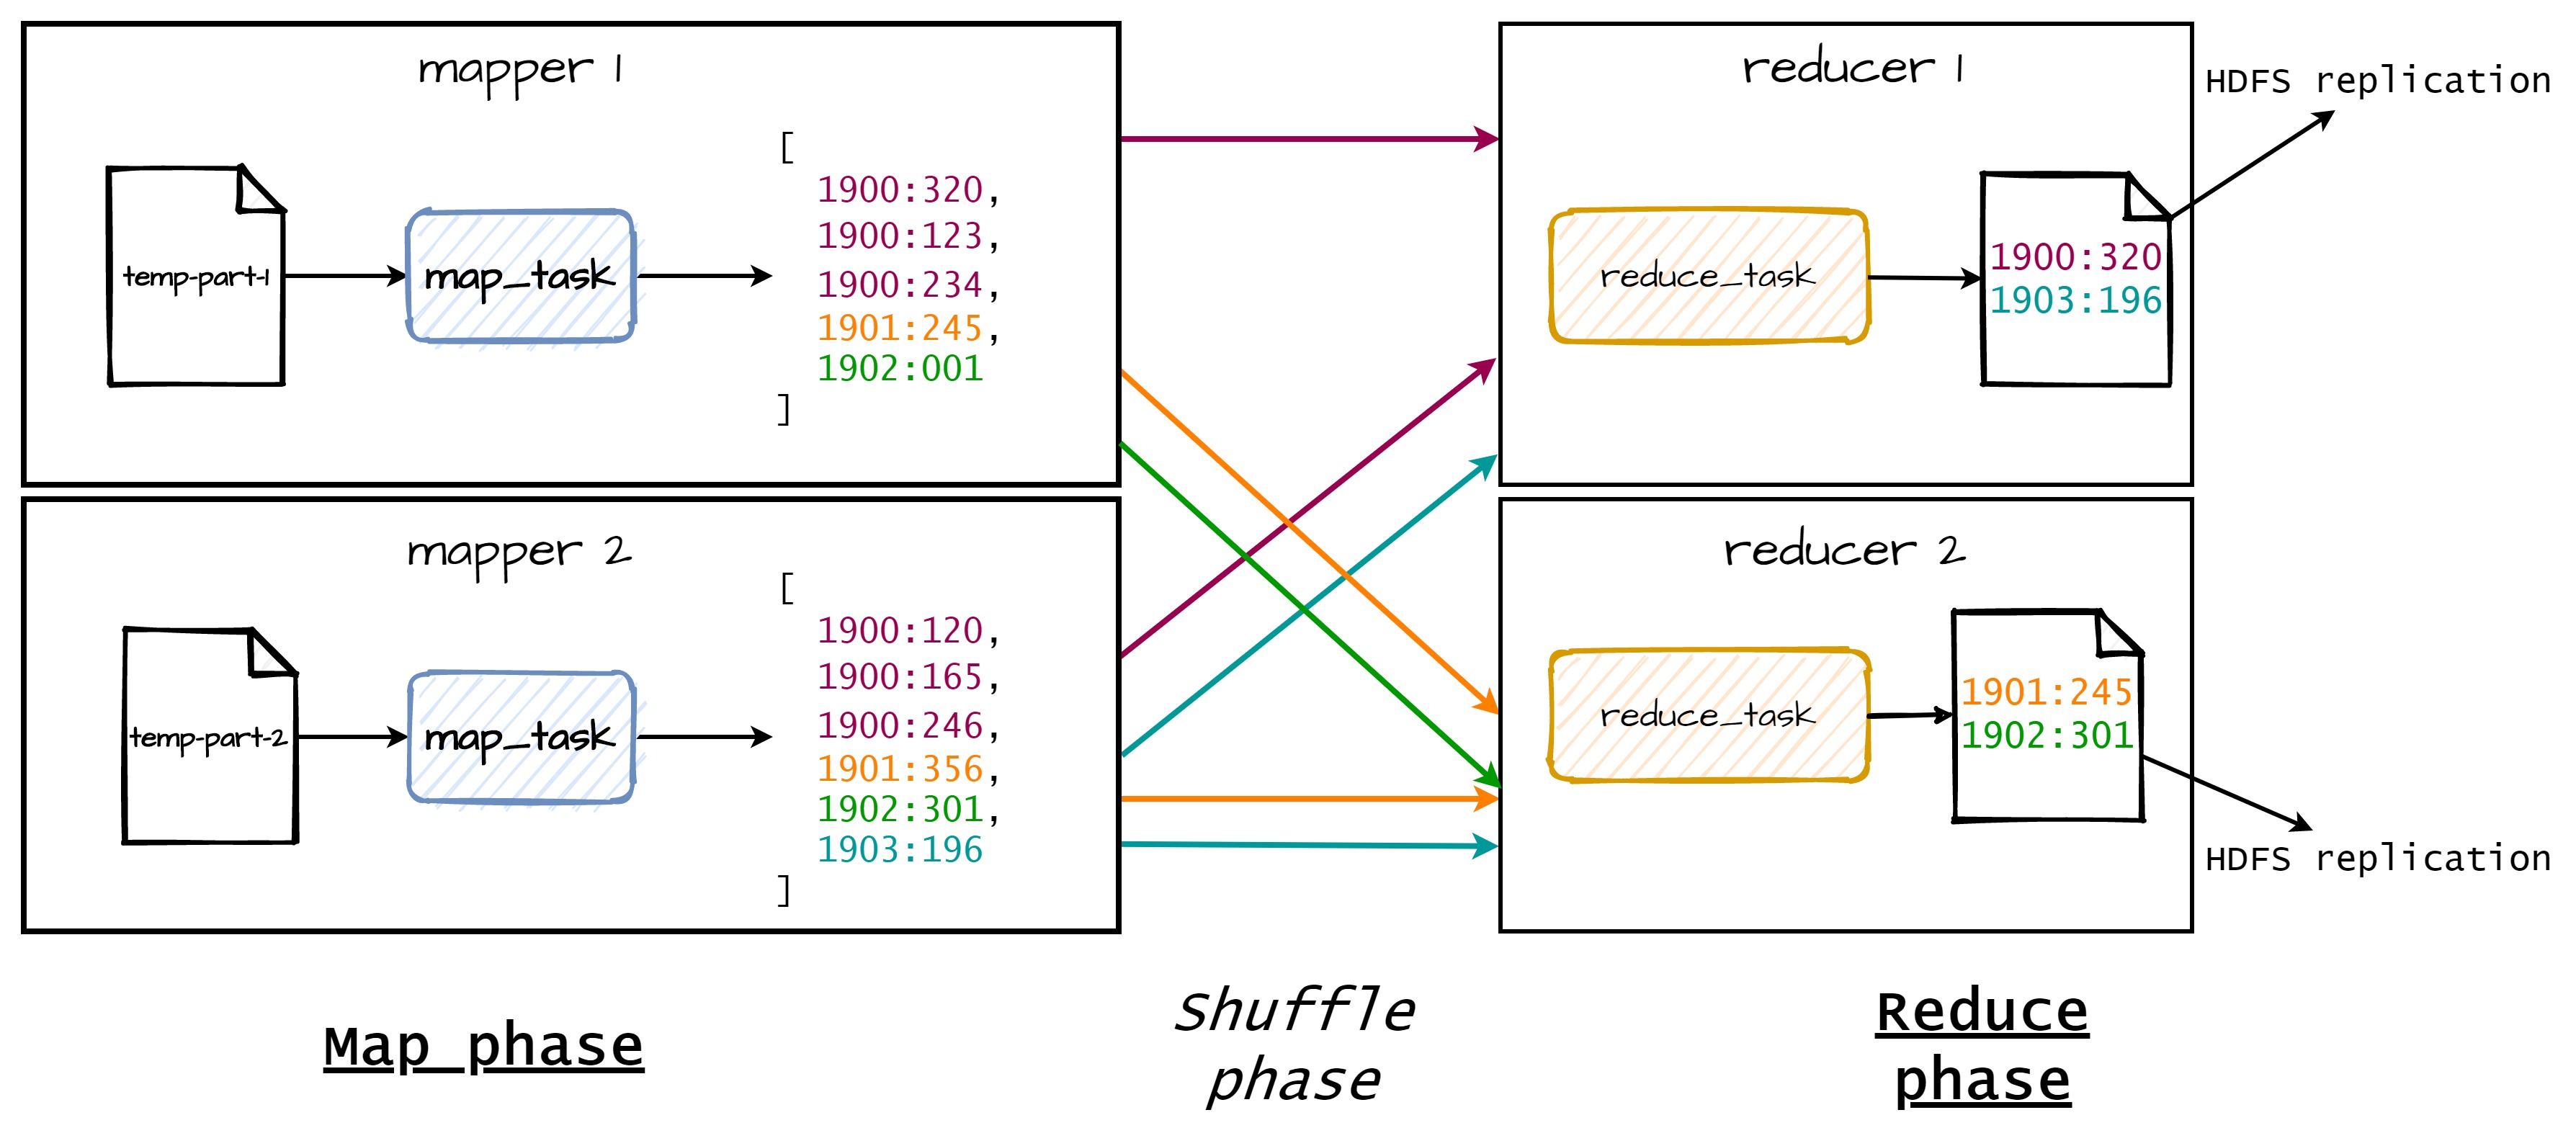 mapper 1
temp-part-1
map_task
[
1900:320,
1900:123,
1900:234,
1901:245,
1902:001
]
mapper 2
temp-part-2
map_task
[
1900:120,
1900:165,
1900:246,
1901:356,
1902:301,
1903:196
]
reducer 1
reduce_task
1900:320
1903:196
HDFS replication
reducer 2
reduce_task
1901:245
1902:301
HDFS replication
Map phase
Shuffle
phase
Reduce
phase